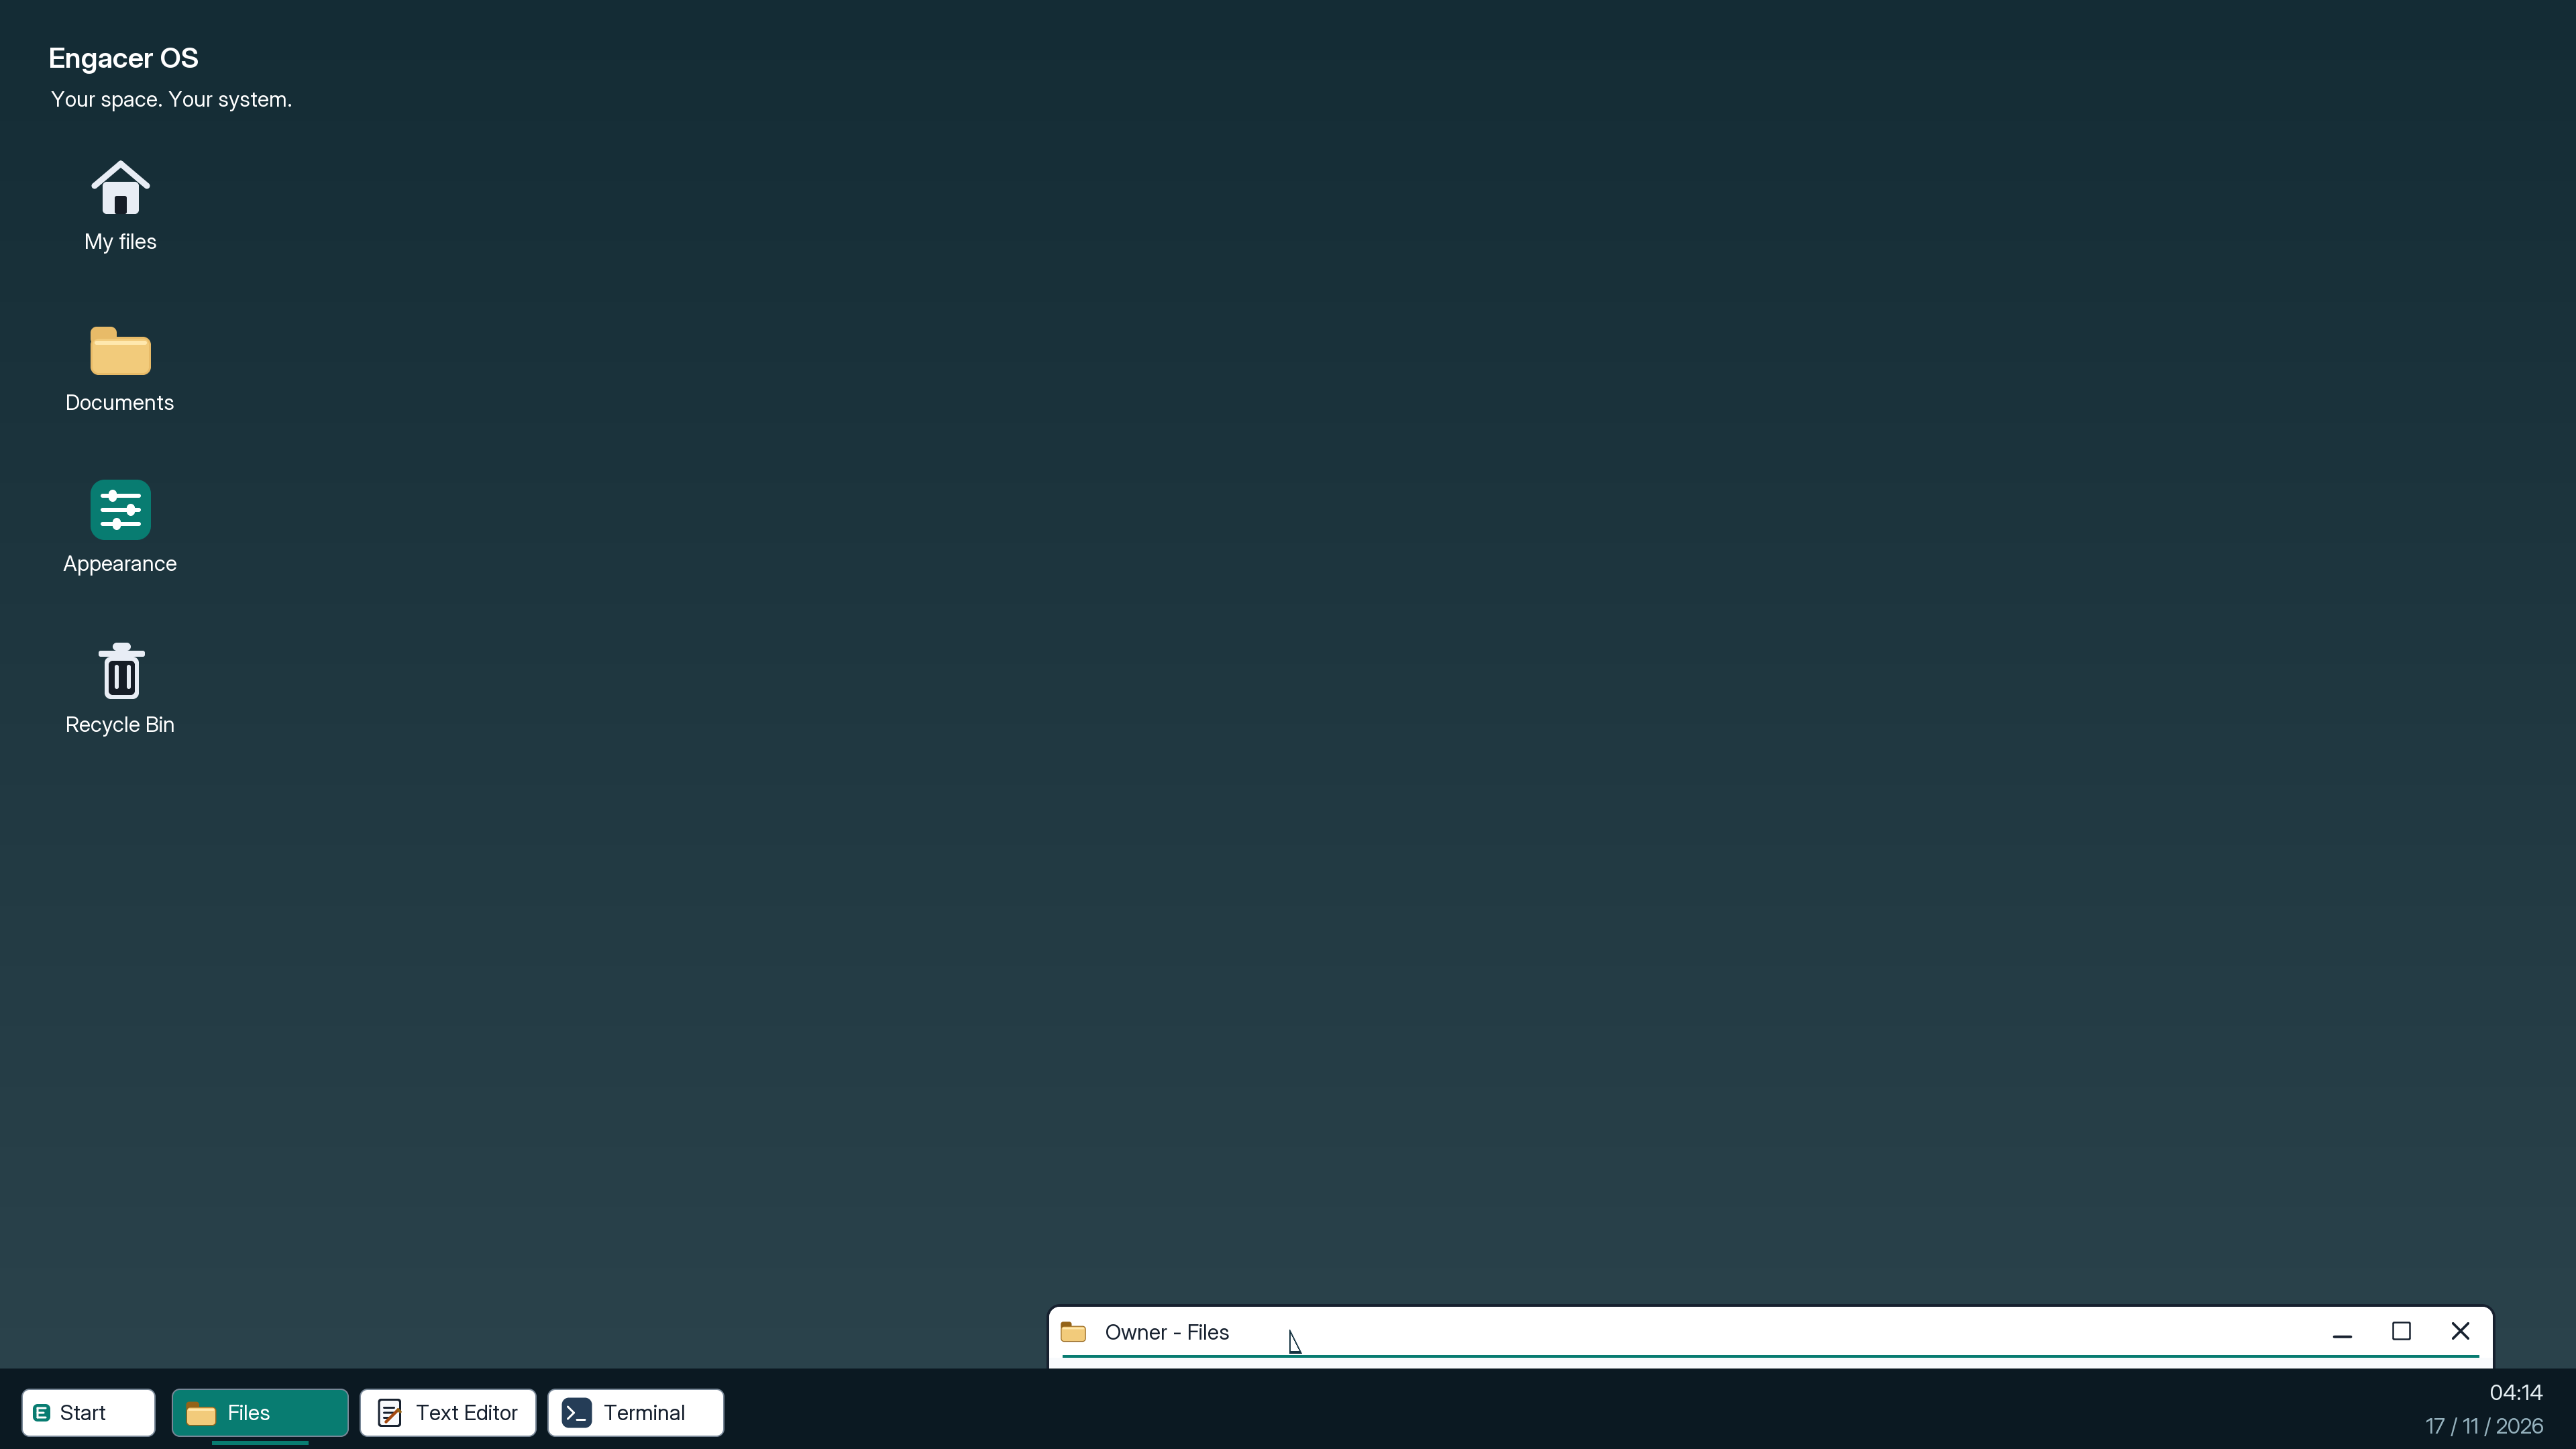 Engacer OS
Your space. Your system.
My files
Documents
Appearance
Recycle Bin
Owner - Files
E Start
Files
Text Editor
Terminal
04:14
17 / 11 / 2026